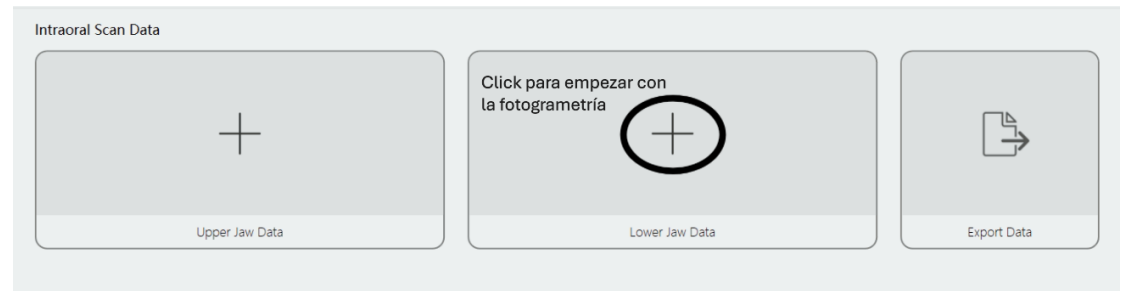 Intraoral Scan Data
Click para empezar con
la fotogrametría
Upper Jaw Data
Lower Jaw Data
Export Data